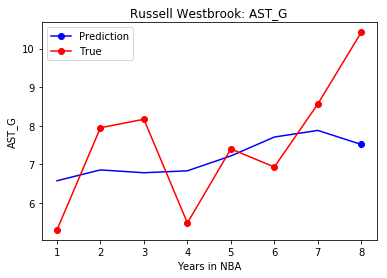 Russell Westbrook: AST_G
Prediction
True
10
9
8
7
6
AST_G
1 2 3 4 5 6 7 8
Years in NBA